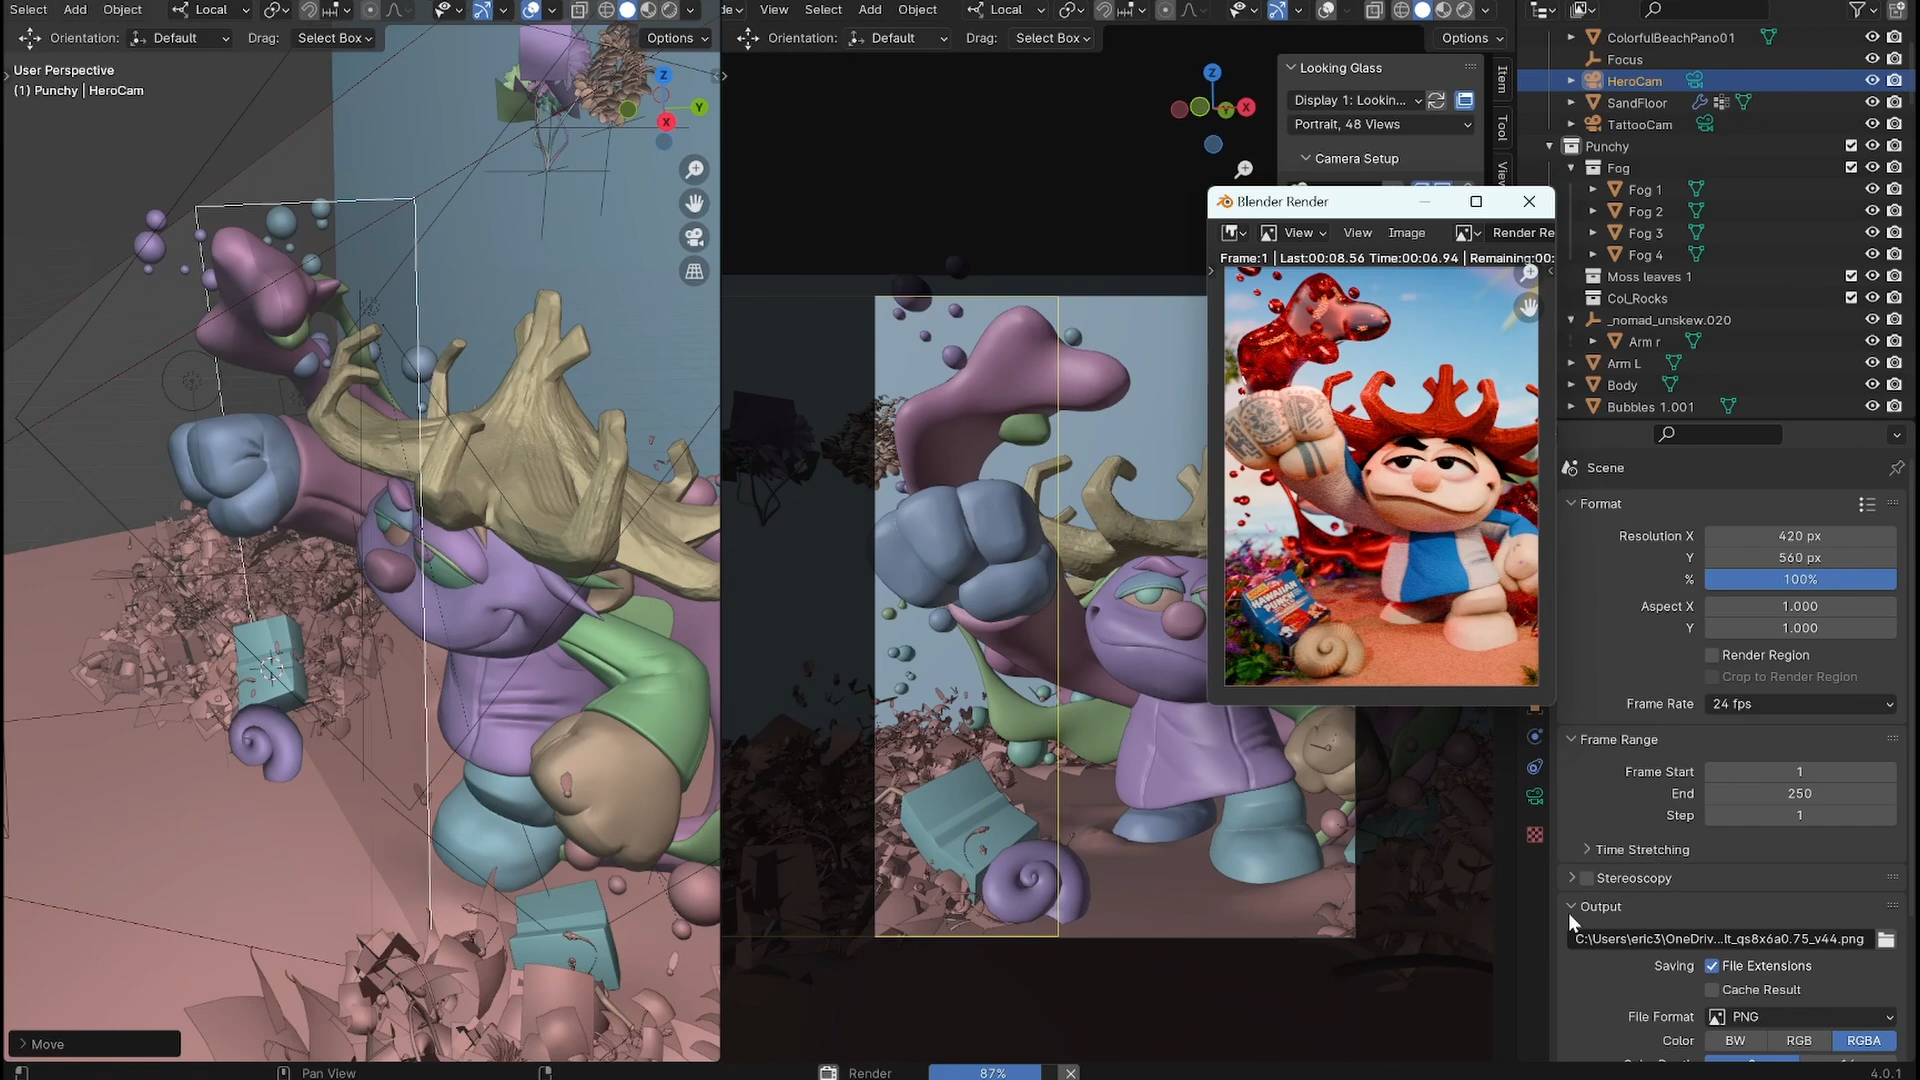 Select Add Object Local
View Select Add Object Local
Orientation: Default Drag: Select Box Options
Orientation: Default Drag: Select Box Options
User Perspective
(1) Punchy | HeroCam
Z
Y
X
Z
Y
X
Looking Glass
Display 1: Lookin...
Portrait, 48 Views
Camera Setup
Item
Tool
View
Blender Render
View View Image Render Re
Frame:1 | Last:00:08.56 Time:00:06.94 | Remaining:00:
HAWAIIAN
PUNCH
ColorfulBeachPano01
Focus
HeroCam
SandFloor
TattooCam
Punchy
Fog
Fog 1
Fog 2
Fog 3
Fog 4
Moss leaves 1
Col_Rocks
_nomad_unskew.020
Arm r
Arm L
Body
Bubbles 1.001
Scene
Format
Resolution X 420 px
Y 560 px
% 100%
Aspect X 1.000
Y 1.000
Render Region
Crop to Render Region
Frame Rate 24 fps
Frame Range
Frame Start 1
End 250
Step 1
Time Stretching
Stereoscopy
Output
C:\Users\eric3\OneDriv...lt_qs8x6a0.75_v44.png
Saving File Extensions
Cache Result
File Format PNG
Color BW RGB RGBA
Move
Pan View
Render 87%
4.0.1